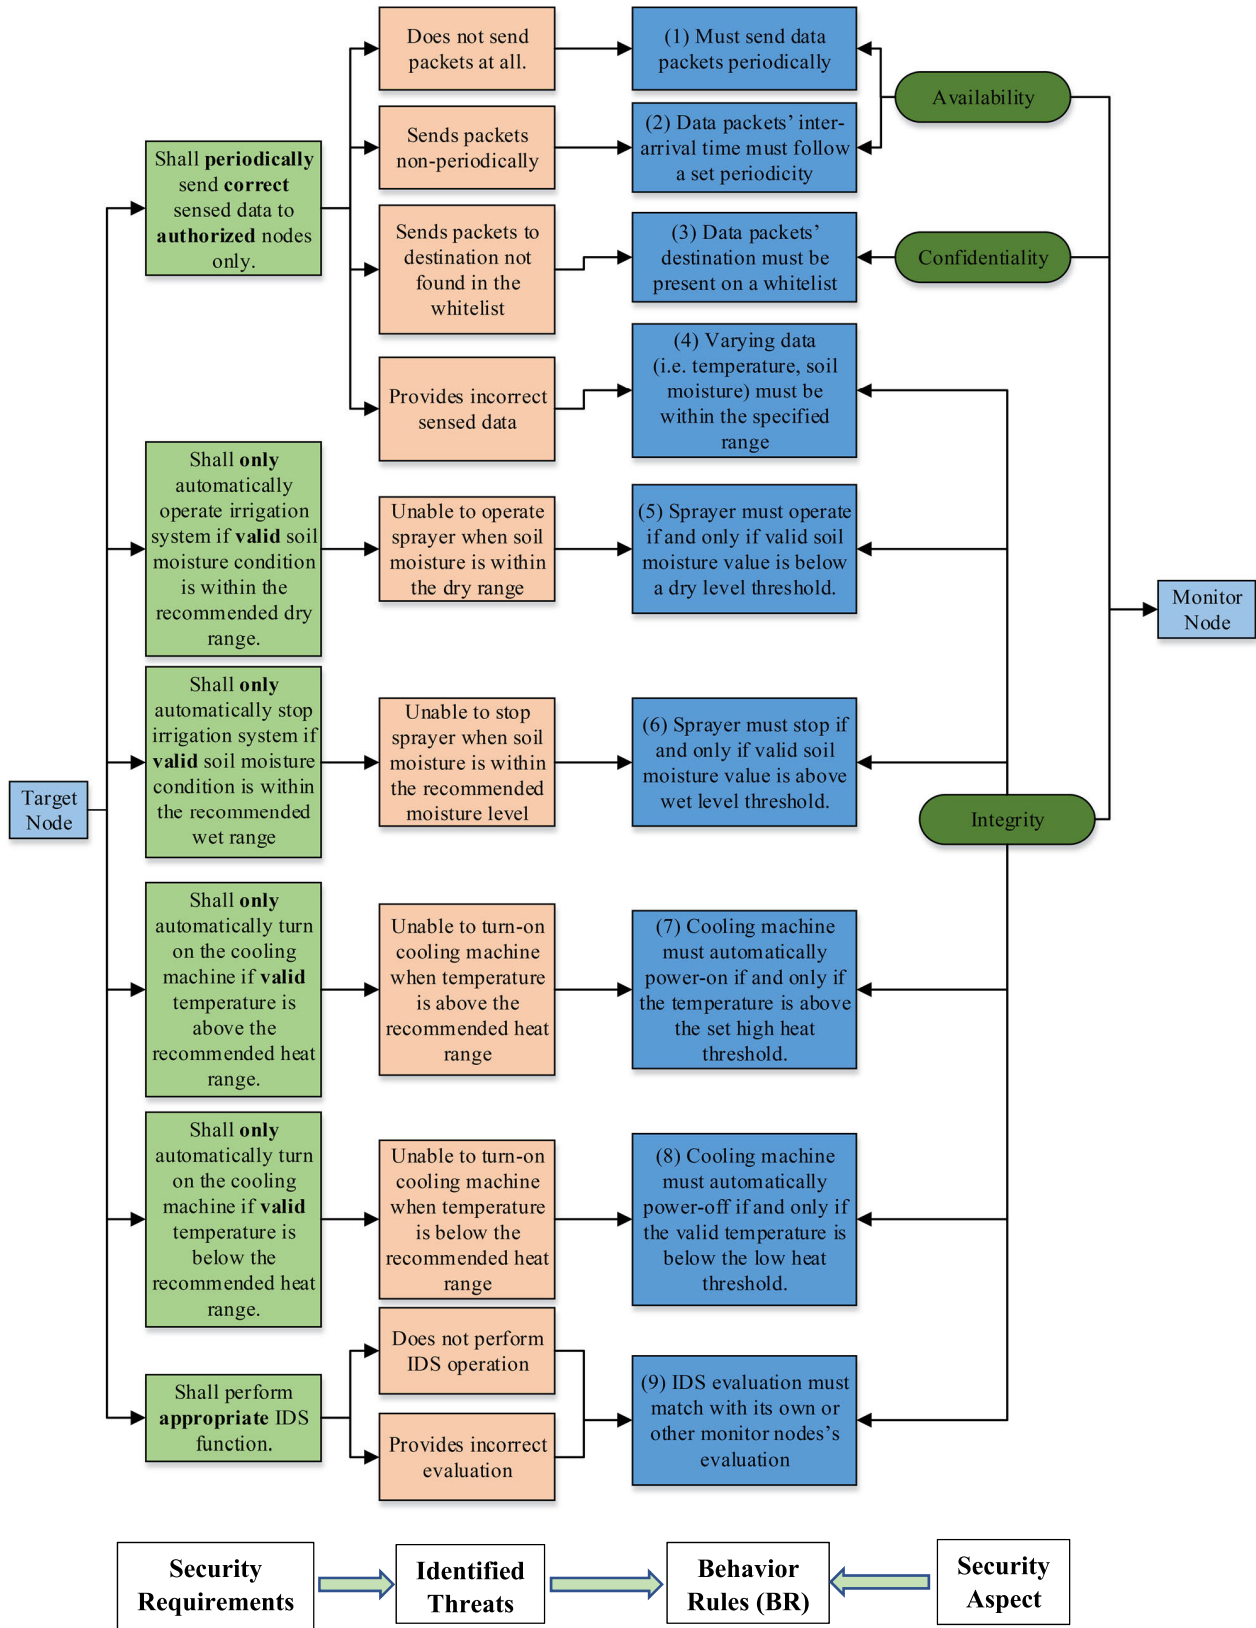 Target
Node
Shall periodically
send correct
sensed data to
authorized nodes
only.
Shall only
automatically
operate irrigation
system if valid soil
moisture condition
is within the
recommended dry
range.
Shall only
automatically stop
irrigation system if
valid soil moisture
condition is within
the recommended
wet range
Shall only
automatically turn
on the cooling
machine if valid
temperature is
above the
recommended heat
range.
Shall only
automatically turn
on the cooling
machine if valid
temperature is
below the
recommended heat
range.
Shall perform
appropriate IDS
function.
Does not send
packets at all.
Sends packets
non-periodically
Sends packets to
destination not
found in the
whitelist
Provides incorrect
sensed data
Unable to operate
sprayer when soil
moisture is within
the dry range
Unable to stop
sprayer when soil
moisture is within
the recommended
moisture level
Unable to turn-on
cooling machine
when temperature
is above the
recommended heat
range
Unable to turn-on
cooling machine
when temperature
is below the
recommended heat
range
Does not perform
IDS operation
Provides incorrect
evaluation
(1) Must send data
packets periodically
(2) Data packets’ inter-
arrival time must follow
a set periodicity
(3) Data packets’
destination must be
present on a whitelist
(4) Varying data
(i.e. temperature, soil
moisture) must be
within the specified
range
(5) Sprayer must operate
if and only if valid soil
moisture value is below
a dry level threshold.
(6) Sprayer must stop if
and only if valid soil
moisture value is above
wet level threshold.
(7) Cooling machine
must automatically
power-on if and only if
the temperature is above
the set high heat
threshold.
(8) Cooling machine
must automatically
power-off if and only if
the valid temperature is
below the low heat
threshold.
(9) IDS evaluation must
match with its own or
other monitor nodes’s
evaluation
Availability
Confidentiality
Integrity
Monitor
Node
Security
Requirements
Identified
Threats
Behavior
Rules (BR)
Security
Aspect